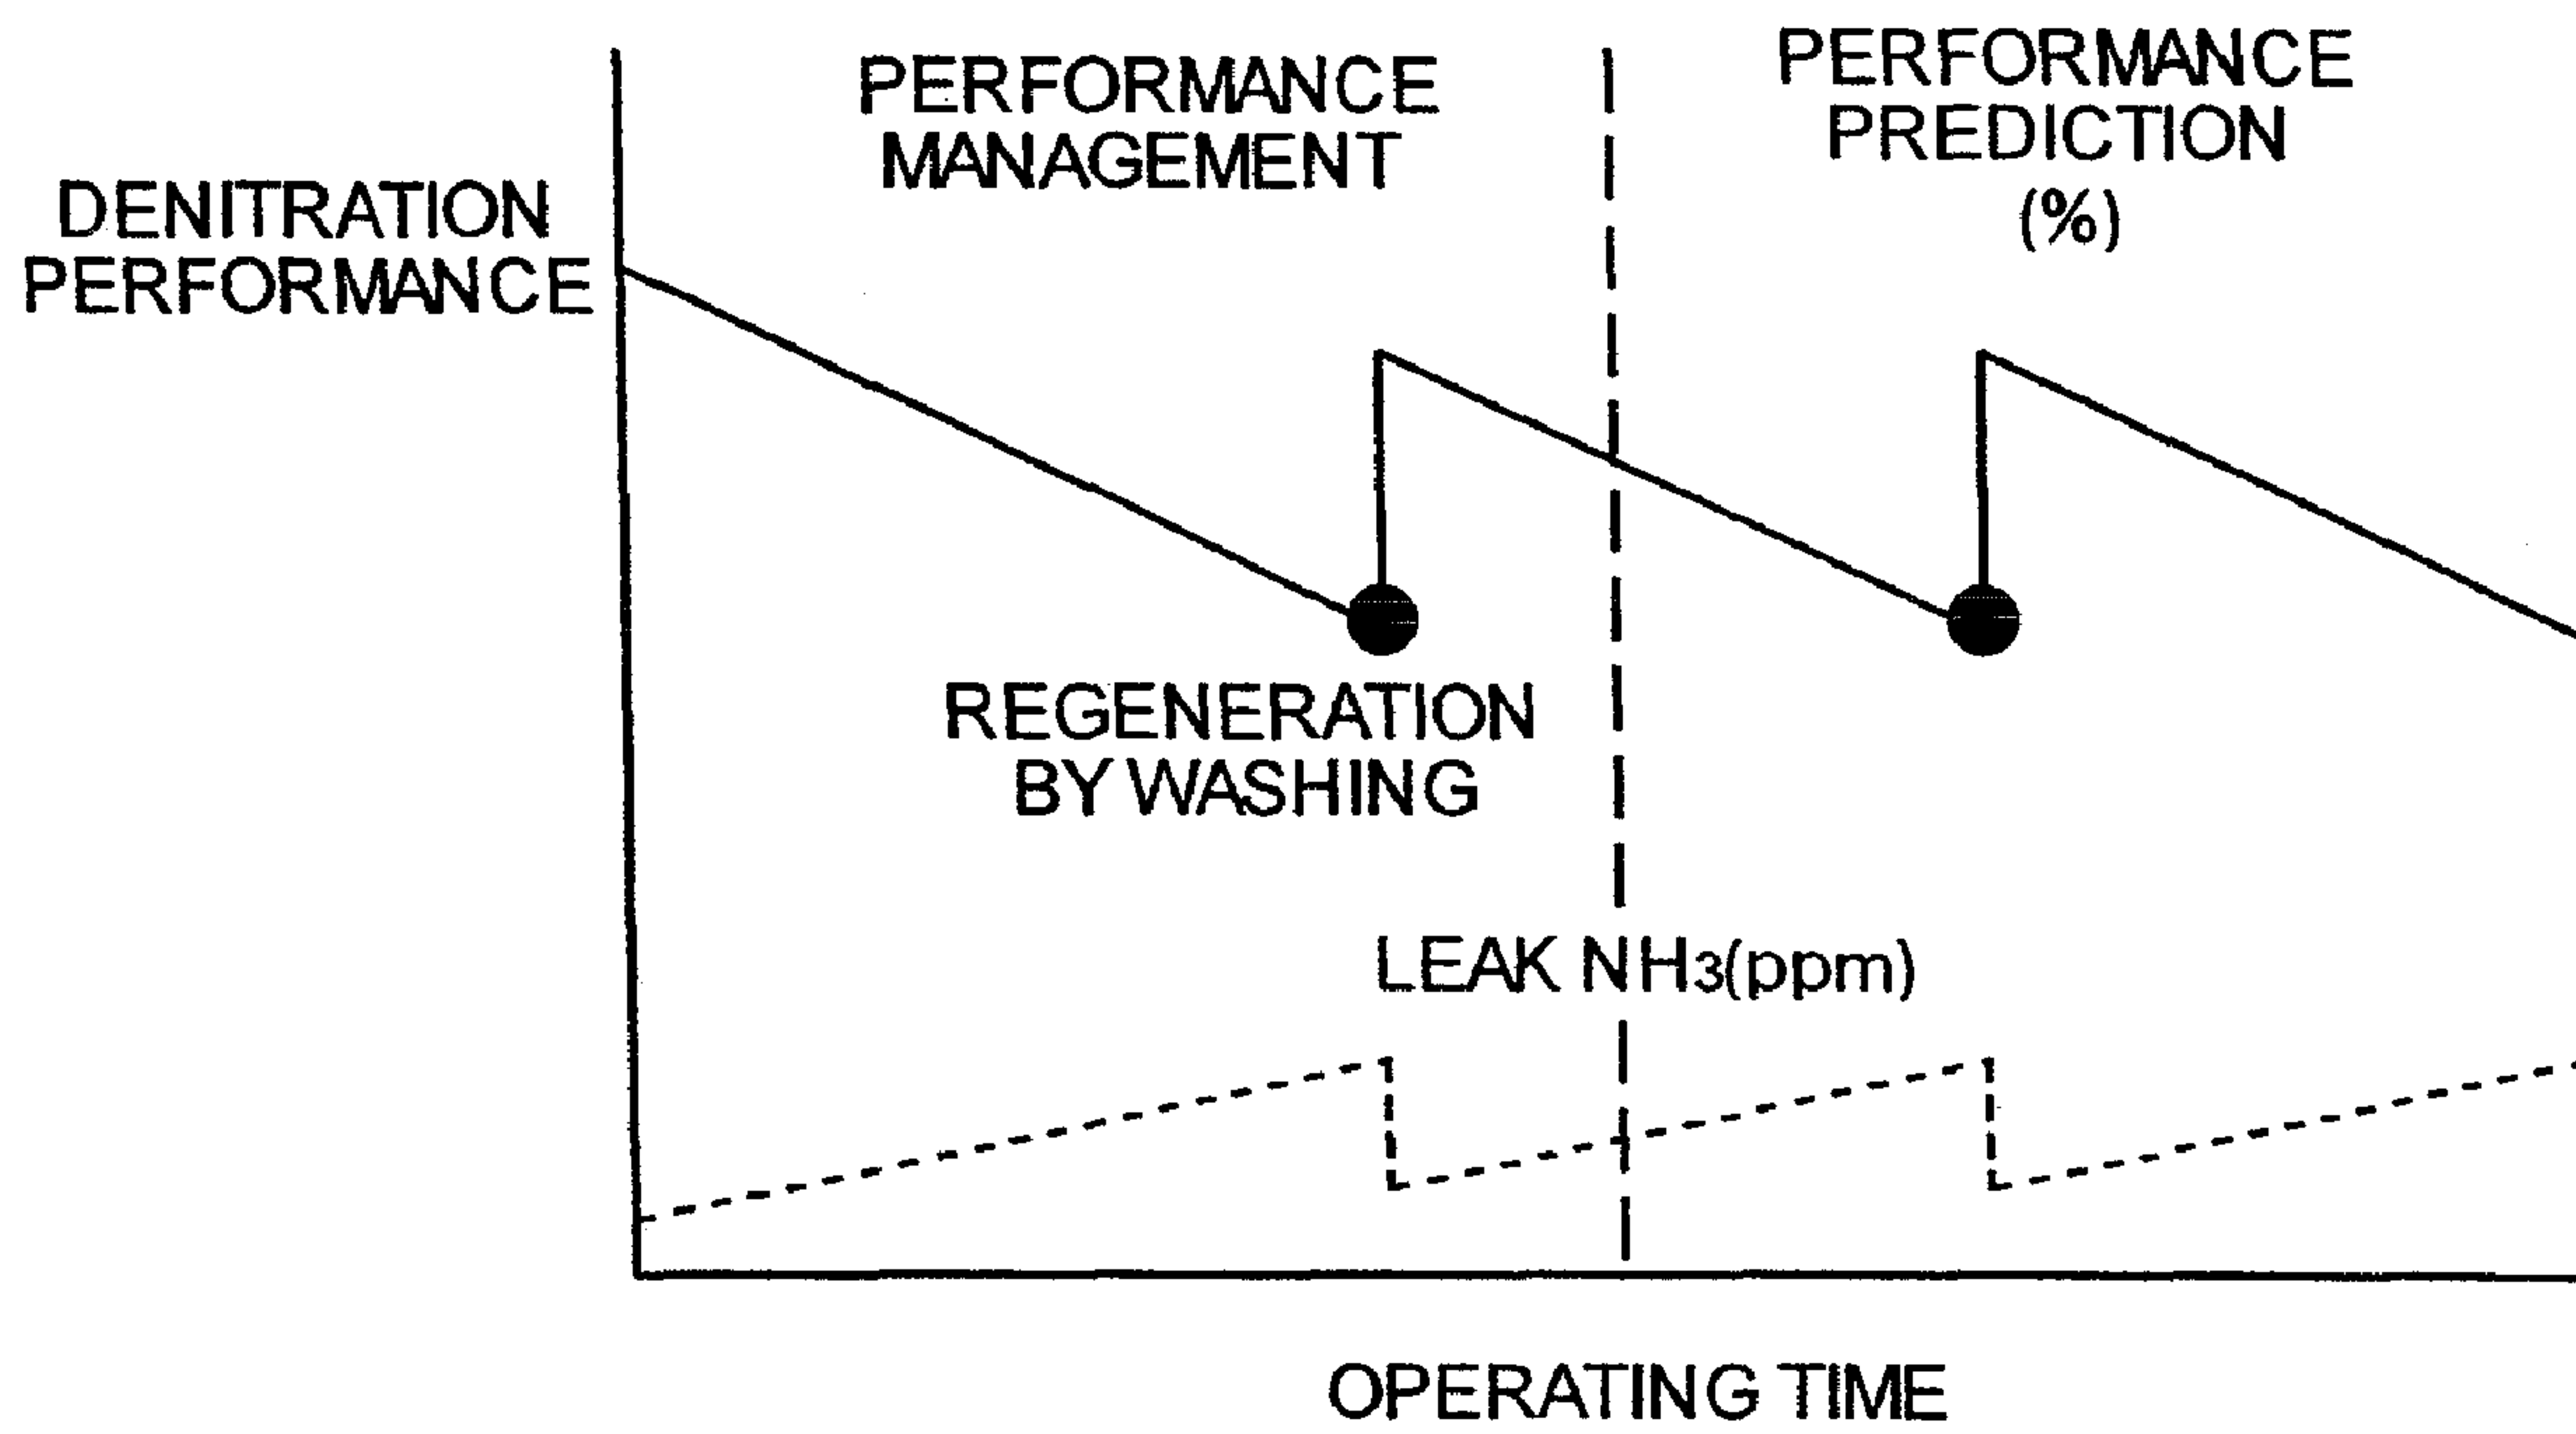 PERFORMANCE
MANAGEMENT
PERFORMANCE
PREDICTION
(%)
DENITRATION
PERFORMANCE
REGENERATION
BY WASHING
LEAK NH3(ppm)
OPERATING TIME